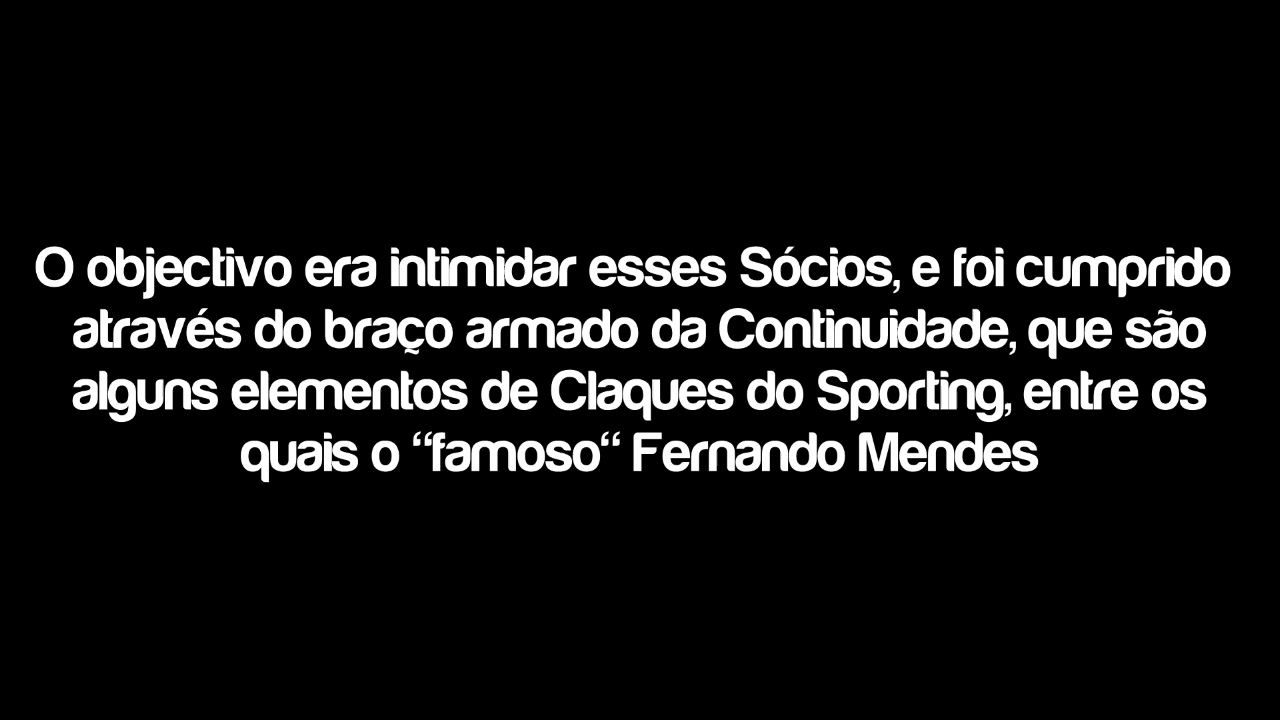 O objectivo era intimidar esses Sócios, e foi cumprido
através do braço armado da Continuidade, que são
alguns elementos de Claques do Sporting, entre os
quais o “famoso“ Fernando Mendes